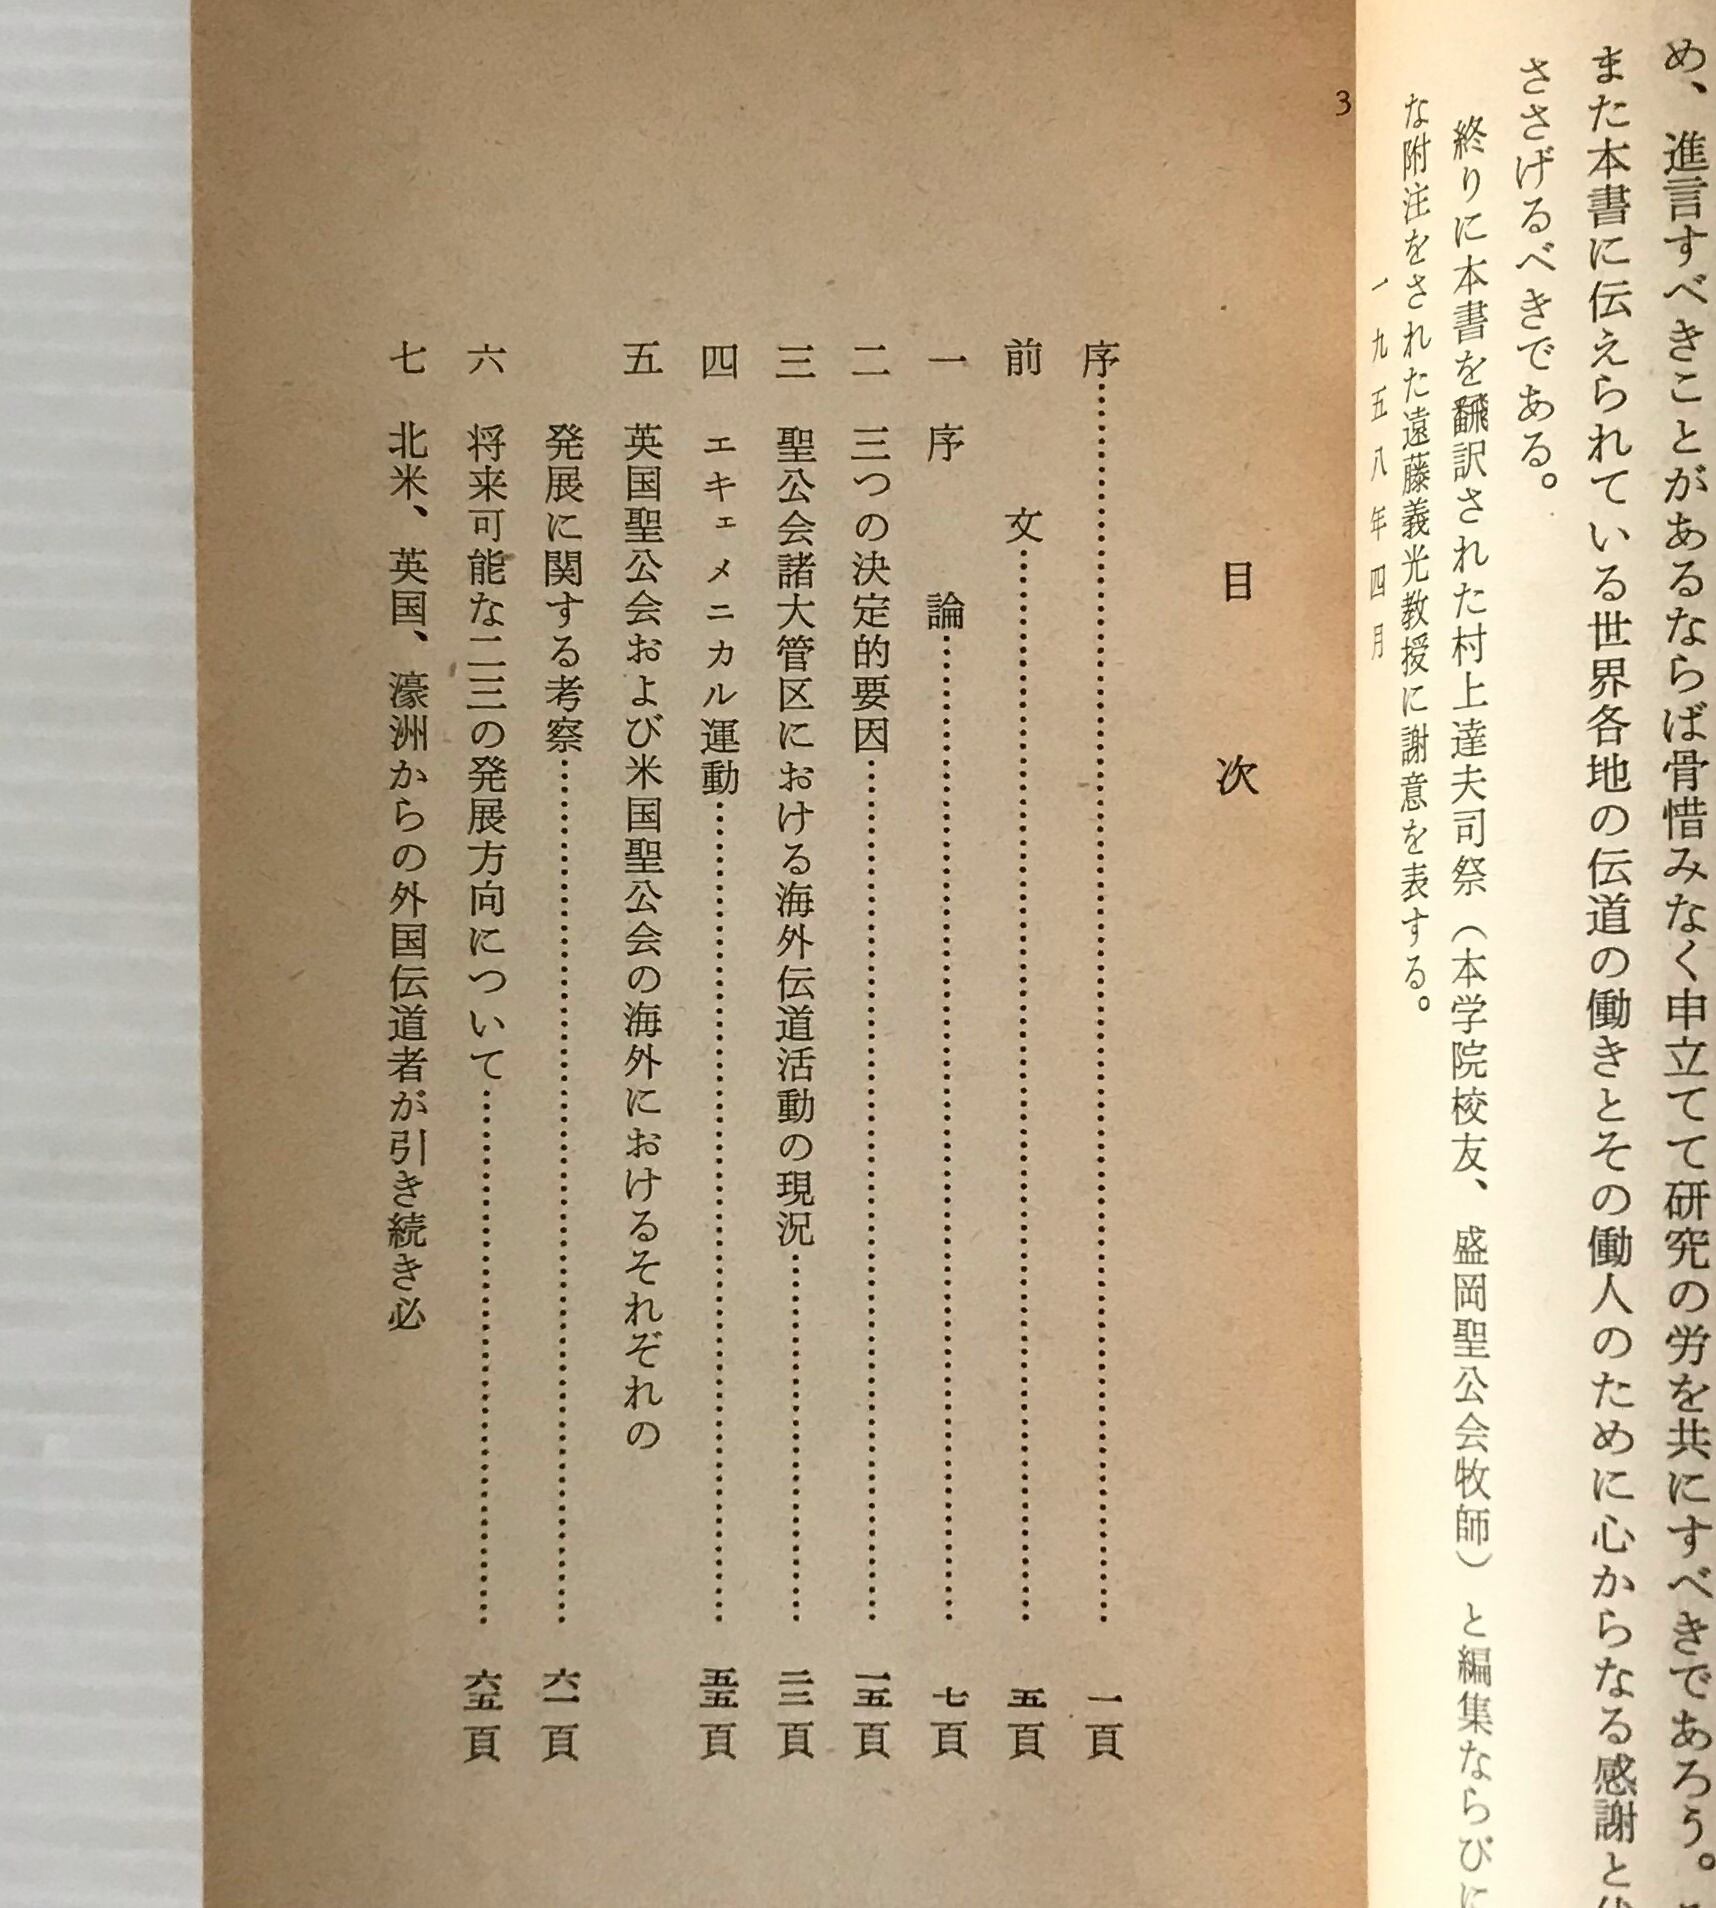 め、進言すべきことがあるならば骨惜みなく申立てて研究の労を共にすべきであろう。
また本書に伝えられている世界各地の伝道の働きとその働人のために心からなる感謝と
ささげるべきである。
終りに本書を飜訳された村上達夫司祭（本学院校友、盛岡聖公会牧師）と編集ならびに
な附注をされた遠藤義光教授に謝意を表する。
一九五八年四月
3
目次
序……一頁
前文……五頁
一 序論……七頁
二 三つの決定的要因……一五頁
三 聖公会諸大管区における海外伝道活動の現況……二三頁
四 エキェメニカル運動……五五頁
五 英国聖公会および米国聖公会の海外におけるそれぞれの
発展に関する考察……六一頁
六 将来可能な二三の発展方向について……六五頁
七 北米、英国、濠洲からの外国伝道者が引き続き必